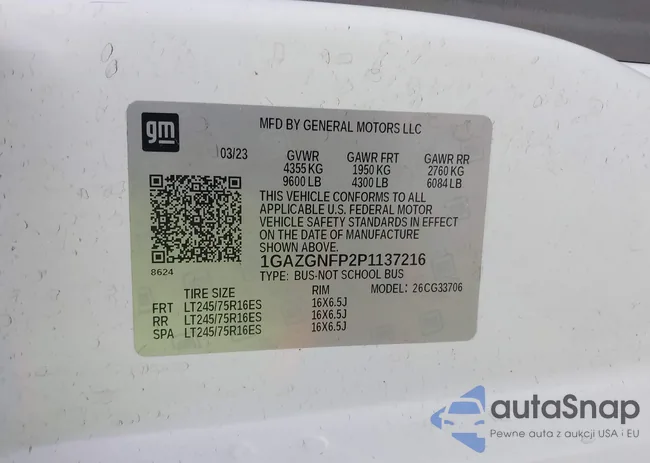 gm
MFD BY GENERAL MOTORS LLC
03/23
GVWR GAWR FRT GAWR RR
4355 KG 1950 KG 2760 KG
9600 LB 4300 LB 6084 LB
THIS VEHICLE CONFORMS TO ALL
APPLICABLE U.S. FEDERAL MOTOR
VEHICLE SAFETY STANDARDS IN EFFECT
ON THE DATE OF MANUFACTURE
SHOWN ABOVE.
8624
1GAZGNFP2P1137216
TYPE: BUS-NOT SCHOOL BUS
TIRE SIZE RIM MODEL: 26CG33706
FRT LT245/75R16ES 16X6.5J
RR LT245/75R16ES 16X6.5J
SPA LT245/75R16ES 16X6.5J
autaSnap
Pewne auta z aukcji USA i EU